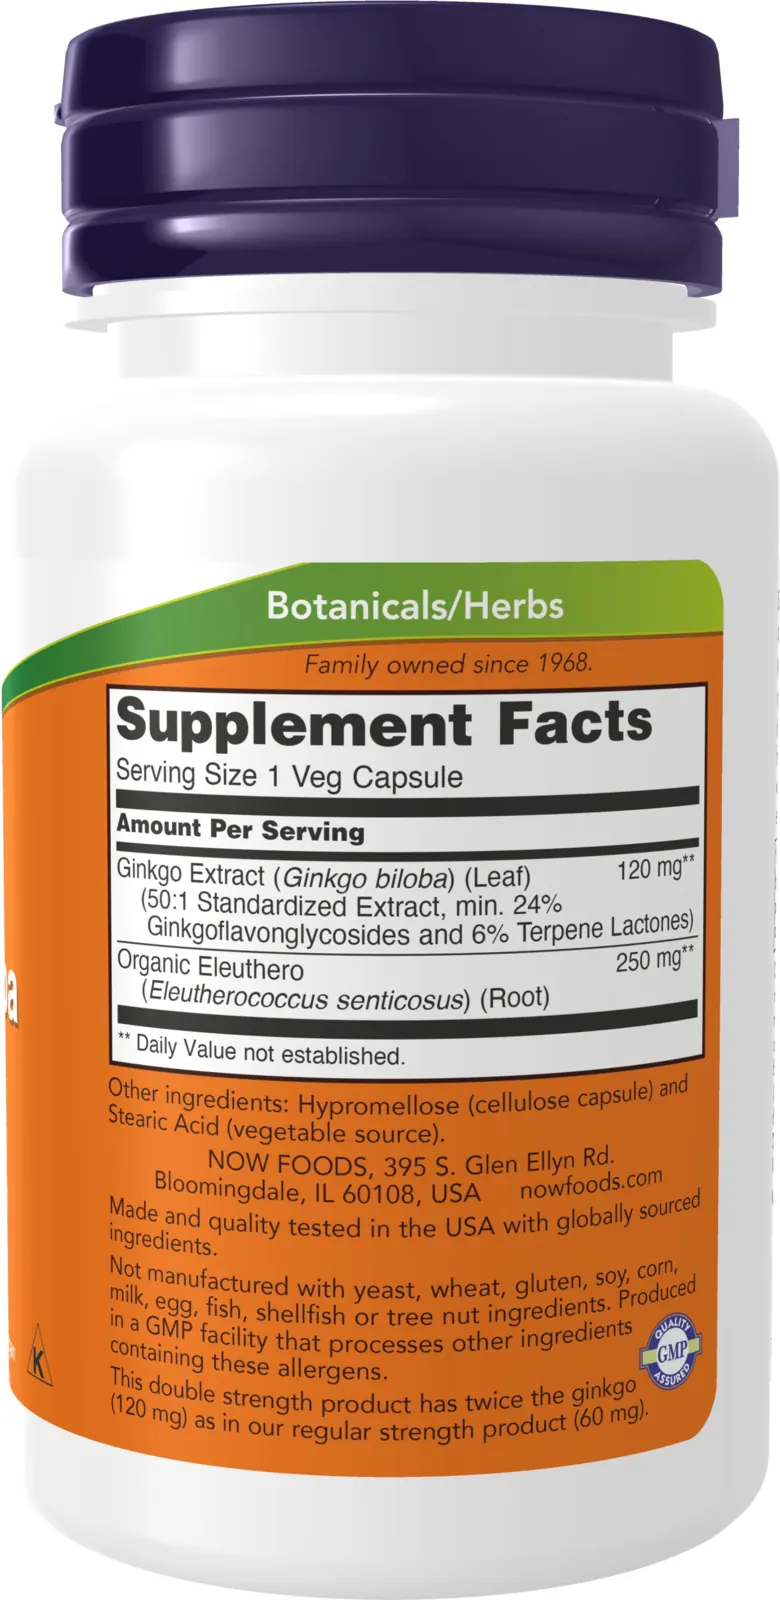 Botanicals/Herbs
Family owned since 1968.
Supplement Facts
Serving Size 1 Veg Capsule
Amount Per Serving
Ginkgo Extract (Ginkgo biloba) (Leaf) 120 mg**
(50:1 Standardized Extract, min. 24%
Ginkgoflavonglycosides and 6% Terpene Lactones)
Organic Eleuthero 250 mg**
(Eleutherococcus senticosus) (Root)
** Daily Value not established.
Other ingredients: Hypromellose (cellulose capsule) and
Stearic Acid (vegetable source).
NOW FOODS, 395 S. Glen Ellyn Rd.
Bloomingdale, IL 60108, USA nowfoods.com
Made and quality tested in the USA with globally sourced
ingredients.
Not manufactured with yeast, wheat, gluten, soy, corn,
milk, egg, fish, shellfish or tree nut ingredients. Produced
in a GMP facility that processes other ingredients
containing these allergens.
This double strength product has twice the ginkgo
(120 mg) as in our regular strength product (60 mg).
QUALITY
GMP
ASSURED
K